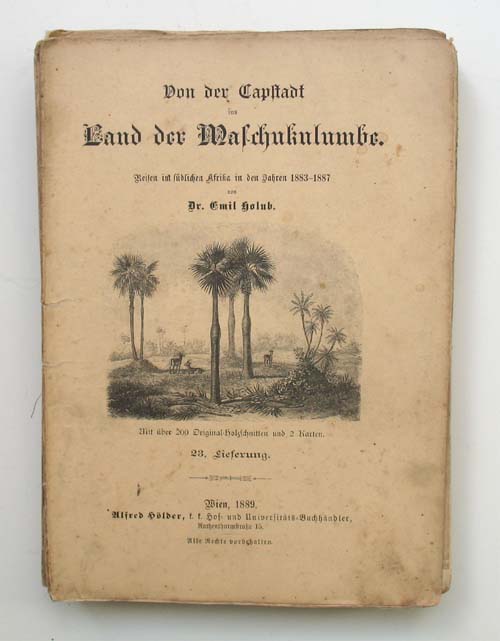 Von der Capstadt
ins
Land der Maschukulumbe.
Reisen im südlichen Afrika in den Jahren 1883–1887
von
Dr. Emil Holub.
Mit über 200 Original-Holzschnitten und 2 Karten.
23. Lieferung.
Wien, 1889.
Alfred Hölder, k. k. Hof- und Universitäts-Buchhändler,
Rothenthurmstraße 15.
Alle Rechte vorbehalten.